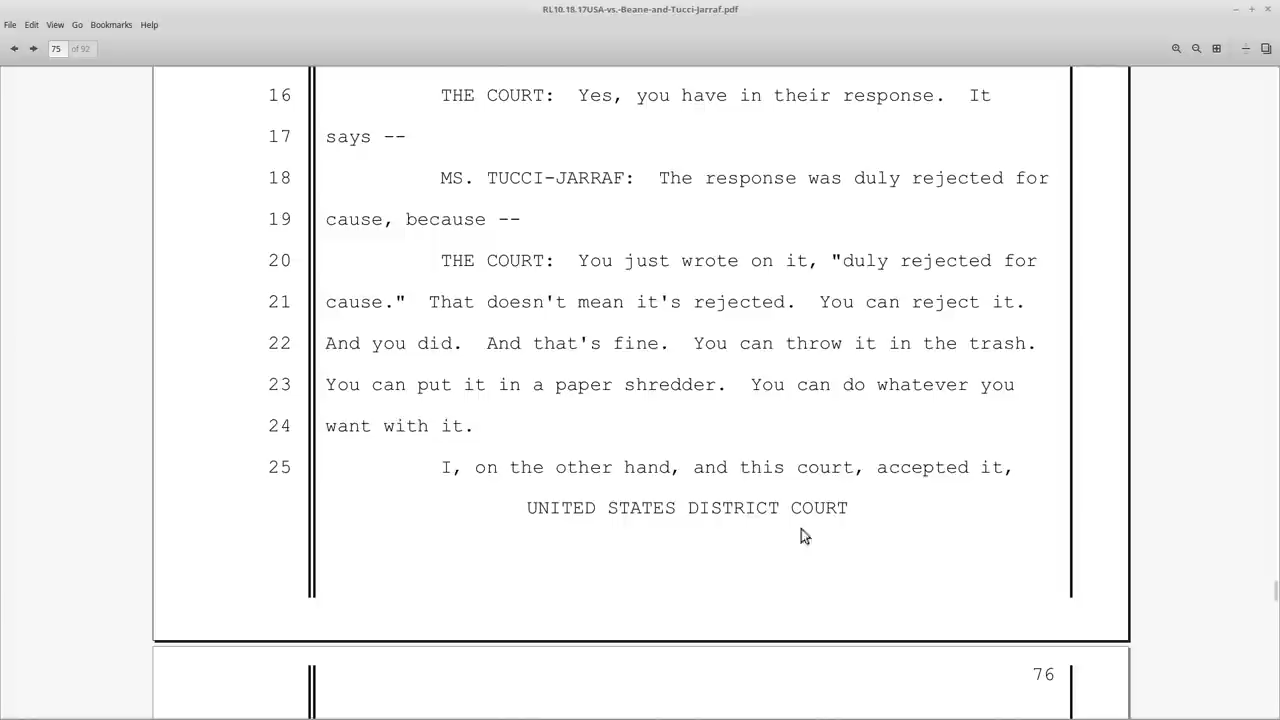 RL10.18.17USA-vs.-Beane-and-Tucci-Jarraf.pdf
File Edit View Go Bookmarks Help
75 of 92
16 THE COURT: Yes, you have in their response. It
17 says --
18 MS. TUCCI-JARRAF: The response was duly rejected for
19 cause, because --
20 THE COURT: You just wrote on it, "duly rejected for
21 cause." That doesn't mean it's rejected. You can reject it.
22 And you did. And that's fine. You can throw it in the trash.
23 You can put it in a paper shredder. You can do whatever you
24 want with it.
25 I, on the other hand, and this court, accepted it,
UNITED STATES DISTRICT COURT
76